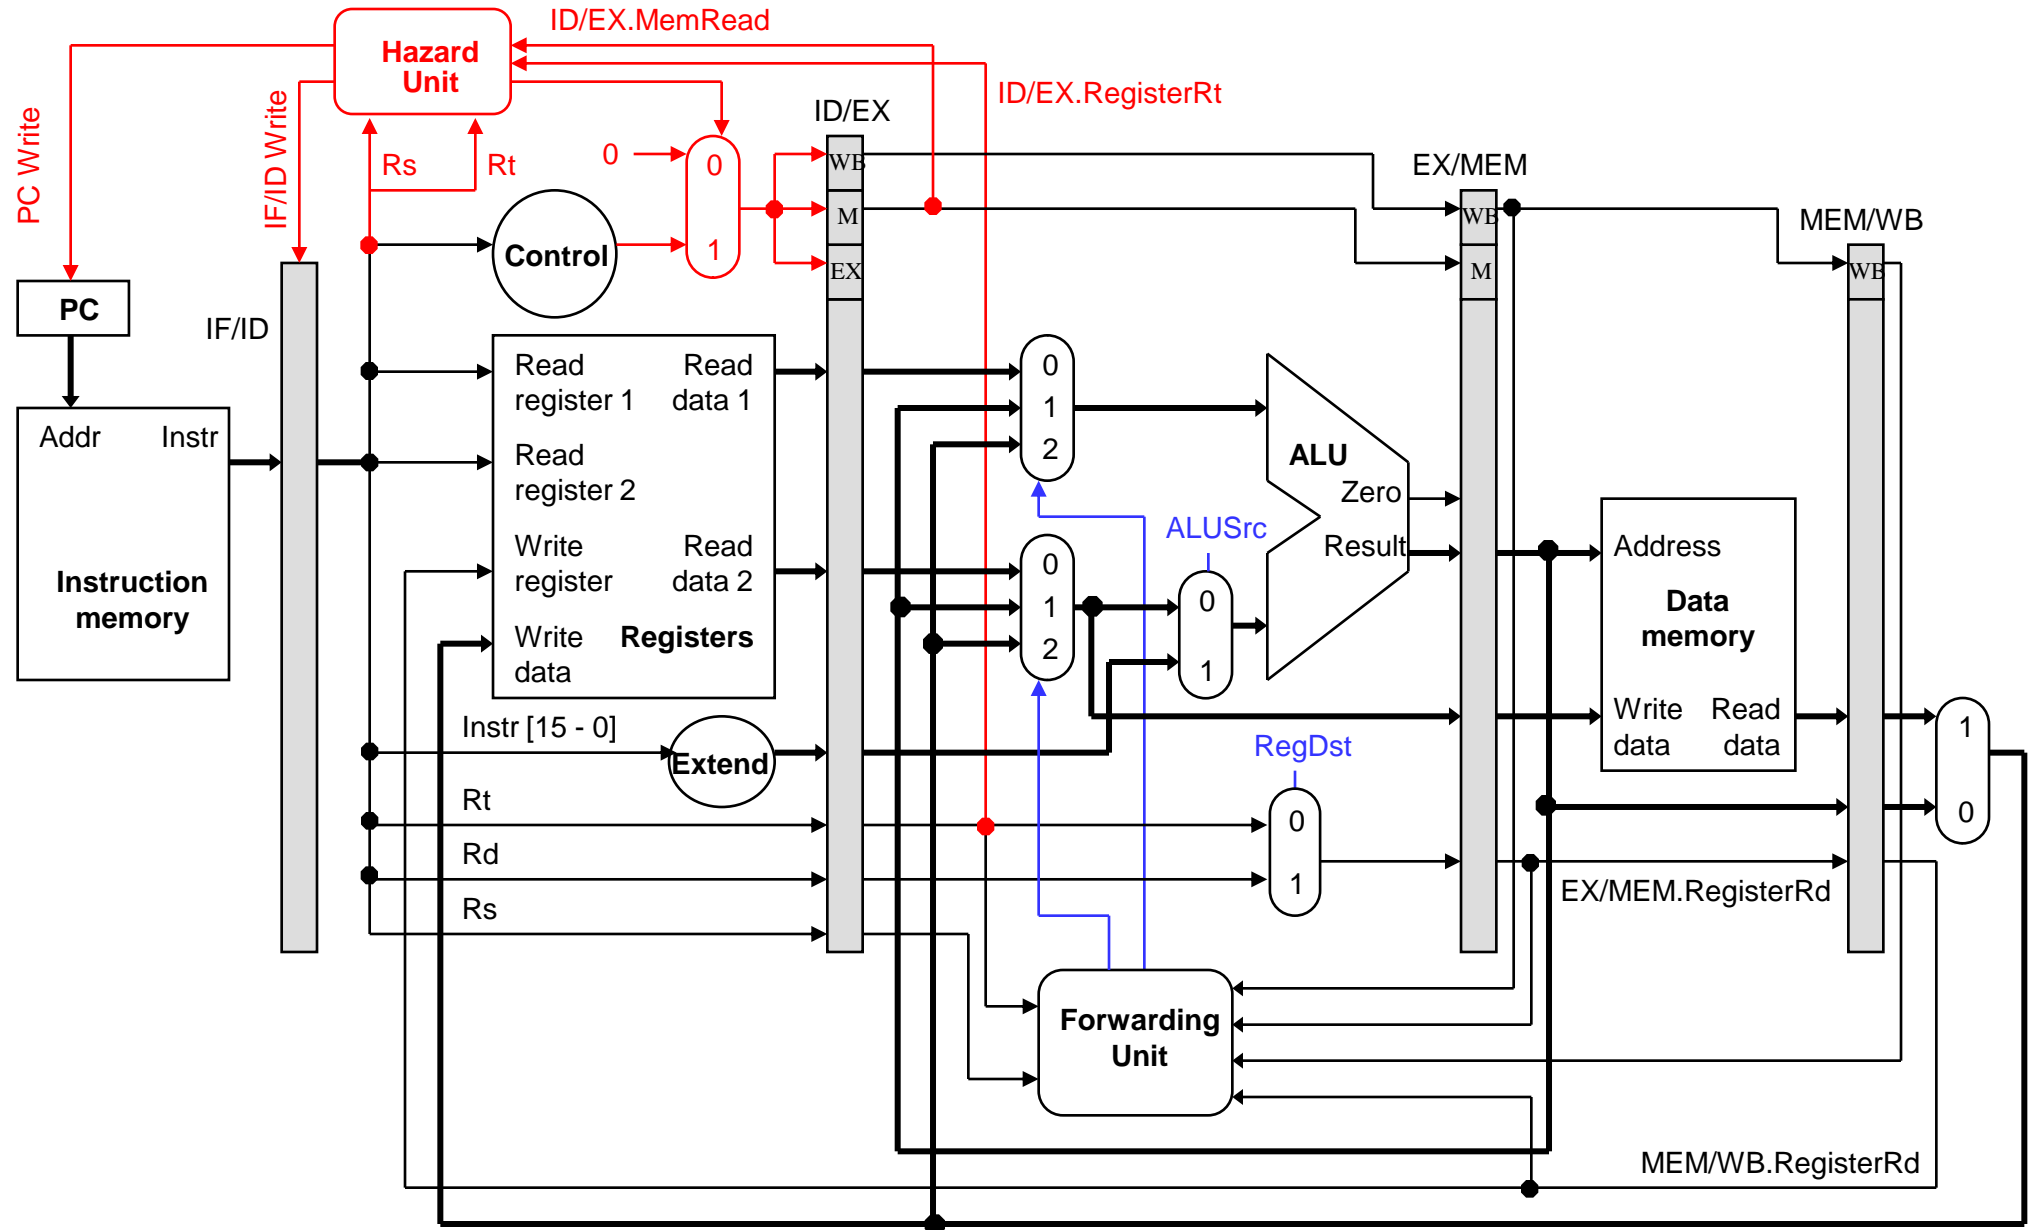 ID/EX.MemRead
Hazard
Unit
ID/EX.RegisterRt
PC Write
IF/ID Write
Rs
Rt
0
0
1
ID/EX
WB
M
EX
EX/MEM
WB
M
MEM/WB
WB
Control
PC
IF/ID
Addr
Instr
Instruction
memory
Read
register 1
Read
data 1
Read
register 2
Write
register
Read
data 2
Write
data
Registers
0
1
2
0
1
2
ALUSrc
0
1
ALU
Zero
Result
Address
Data
memory
Write
data
Read
data
1
0
Instr [15 - 0]
Extend
RegDst
0
1
Rt
Rd
Rs
EX/MEM.RegisterRd
Forwarding
Unit
MEM/WB.RegisterRd